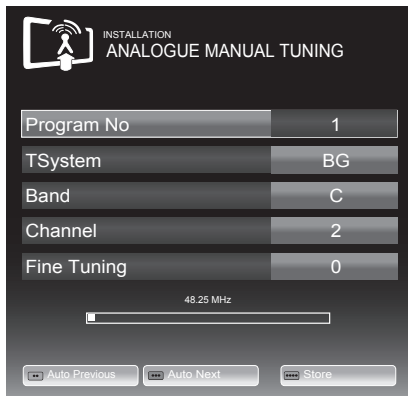 INSTALLATION
ANALOGUE MANUAL TUNING
Program No 1
TSystem BG
Band C
Channel 2
Fine Tuning 0
48.25 MHz
Auto Previous Auto Next Store